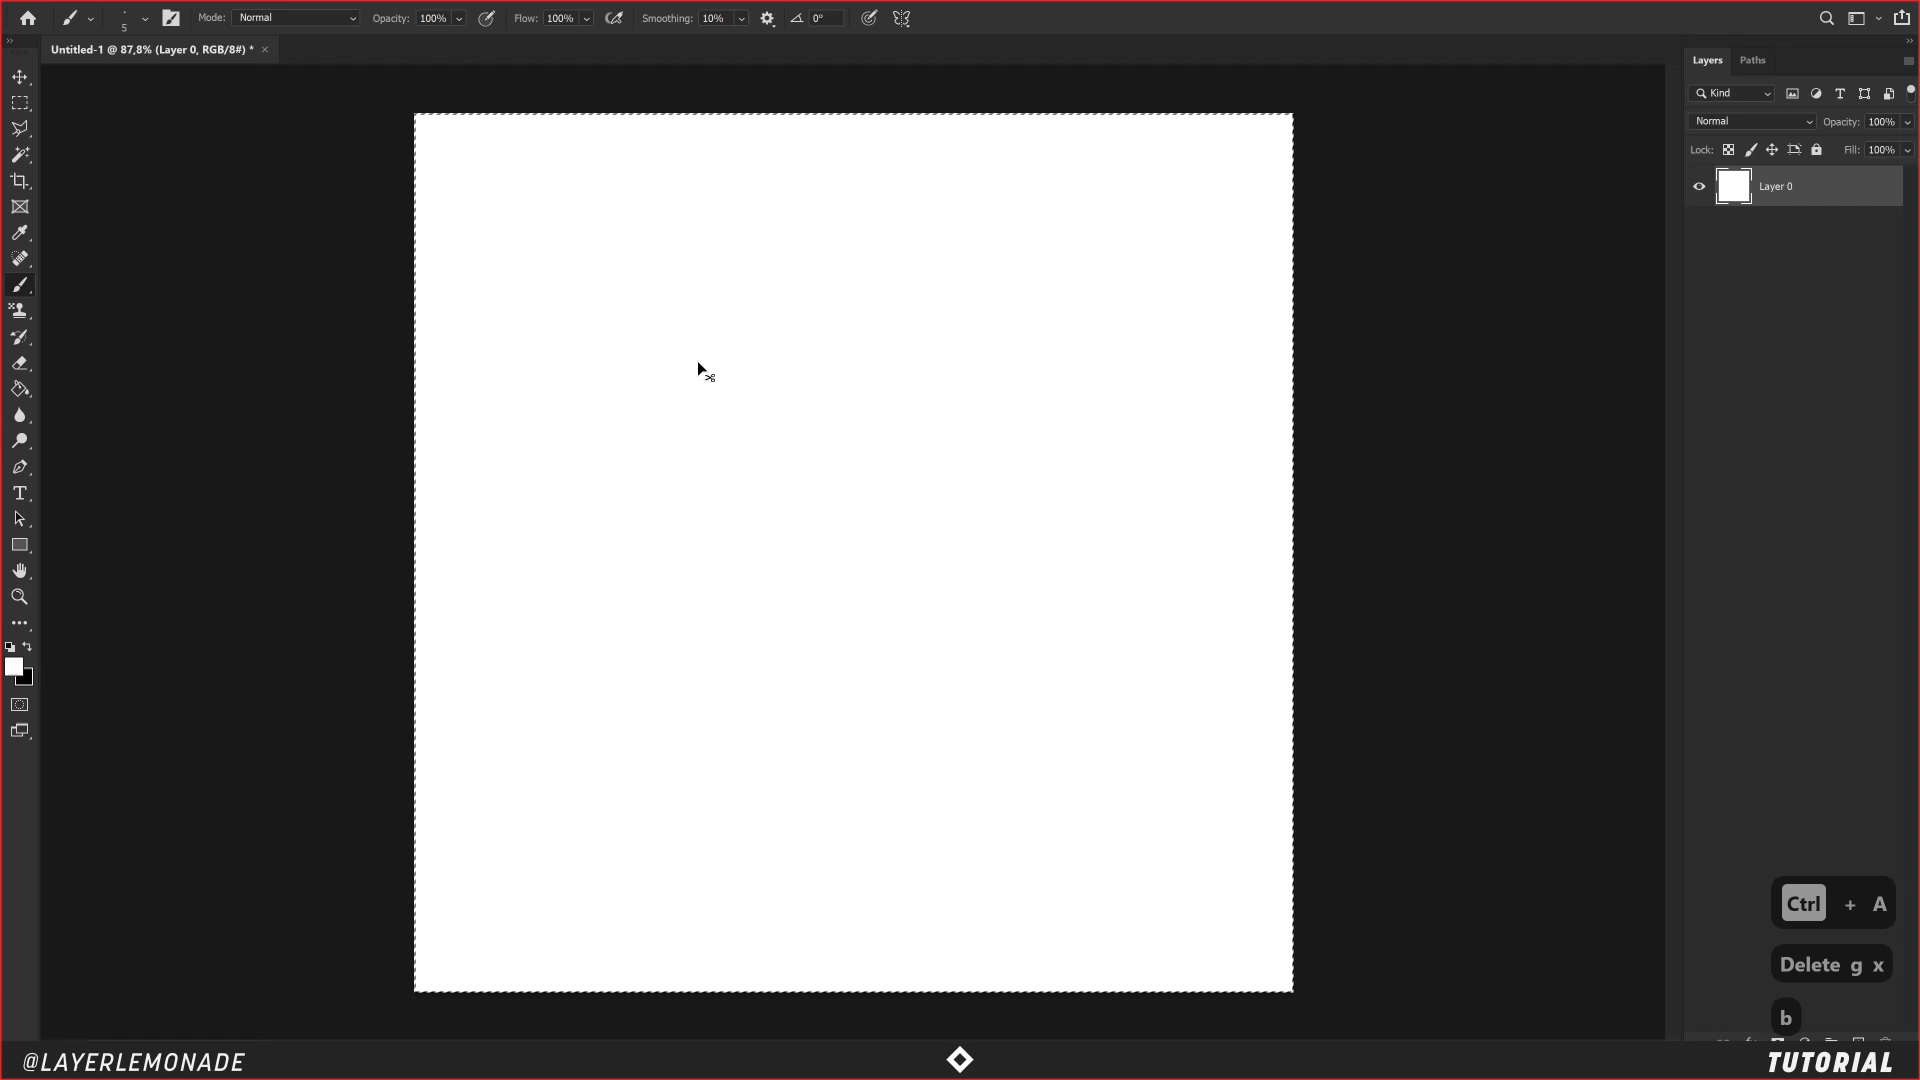 Mode: Normal Opacity: 100% Flow: 100% Smoothing: 10% 0°
5
Untitled-1 @ 87,8% (Layer 0, RGB/8#) * ×
Layers Paths
Kind
Normal Opacity: 100%
Lock: Fill: 100%
Layer 0
Ctrl + A
Delete g x
b
@LAYERLEMONADE
TUTORIAL